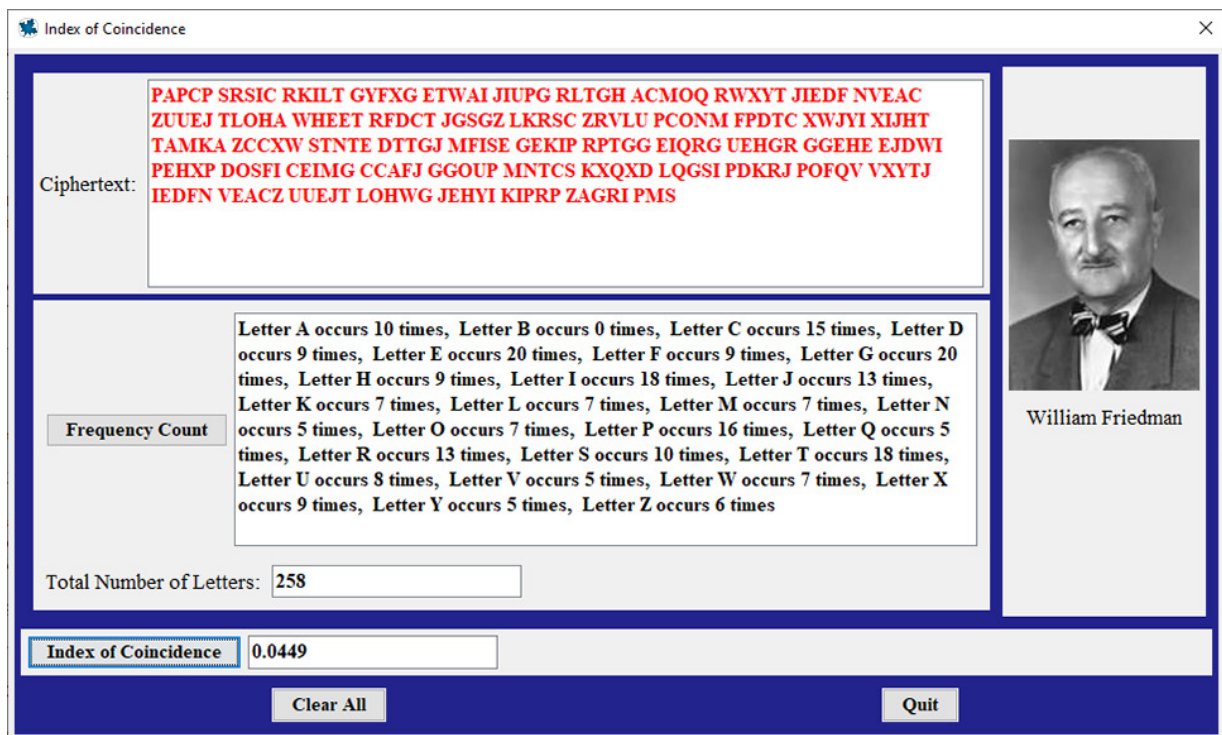 Index of Coincidence
Ciphertext:
PAPCP SRSIC RKILT GYFXG ETWAI JIUPG RLTGH ACMOQ RWXYT JIEDF NVEAC
ZUUEJ TLOHA WHEET RFDCT JGSGZ LKRSC ZRVLU PCONM FPDTC XWJYI XIJHT
TAMKA ZCCXW STNTE DTTGJ MFISE GEKIP RPTGG EIQRG UEHGR GGEHE EJDWI
PEHXP DOSFI CEIMG CCAFJ GGOUP MNTCS KXQXD LQGSI PDKRJ POFQV VXYTJ
IEDFN VEACZ UUEJT LOHWG JEHYI KIPRP ZAGRI PMS
William Friedman
Frequency Count
Letter A occurs 10 times, Letter B occurs 0 times, Letter C occurs 15 times, Letter D
occurs 9 times, Letter E occurs 20 times, Letter F occurs 9 times, Letter G occurs 20
times, Letter H occurs 9 times, Letter I occurs 18 times, Letter J occurs 13 times,
Letter K occurs 7 times, Letter L occurs 7 times, Letter M occurs 7 times, Letter N
occurs 5 times, Letter O occurs 7 times, Letter P occurs 16 times, Letter Q occurs 5
times, Letter R occurs 13 times, Letter S occurs 10 times, Letter T occurs 18 times,
Letter U occurs 8 times, Letter V occurs 5 times, Letter W occurs 7 times, Letter X
occurs 9 times, Letter Y occurs 5 times, Letter Z occurs 6 times
Total Number of Letters: 258
Index of Coincidence 0.0449
Clear All Quit